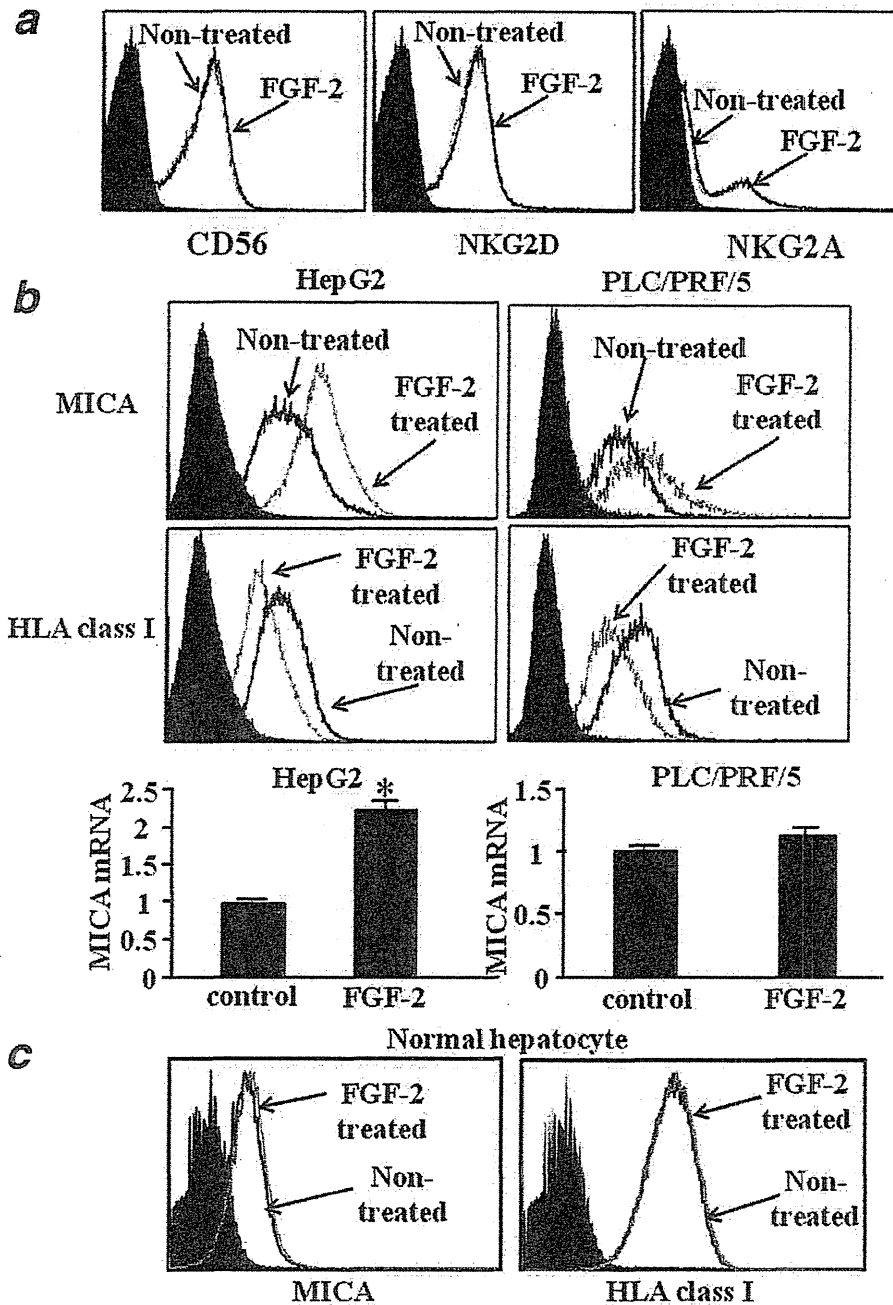 a
Non-treated
FGF-2
Non-treated
FGF-2
Non-treated
FGF-2
CD56
NKG2D
NKG2A
b
HepG2
PLC/PRF/5
MICA
Non-treated
FGF-2
treated
Non-treated
FGF-2
treated
HLA class I
FGF-2
treated
Non-
treated
FGF-2
treated
Non-
treated
HepG2
MICA mRNA
2.5
2
1
0.5
0
*
control
FGF-2
PLC/PRF/5
MICA mRNA
1.5
1
0.5
0
control
FGF-2
c
Normal hepatocyte
FGF-2
treated
Non-
treated
FGF-2
treated
Non-
treated
MICA
HLA class I